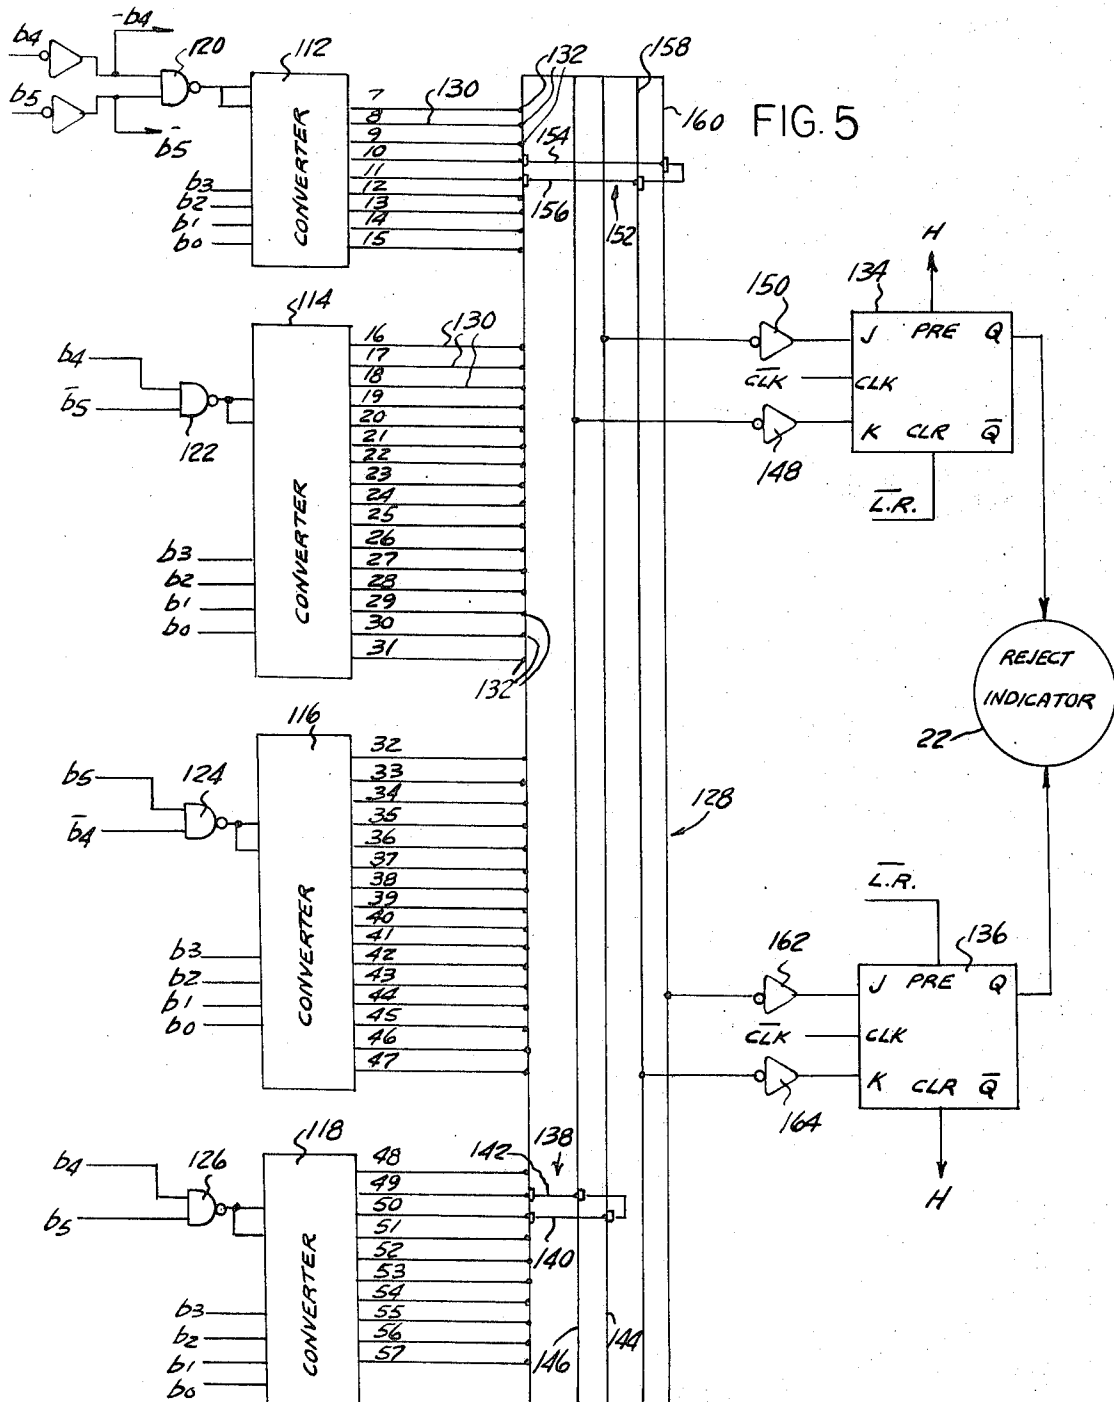 FIG. 5
b4
b̄4
120
b5
b̄5
112
CONVERTER
b3
b2
b1
b0
7
8
9
10
11
12
13
14
15
130
132
154
156
152
158
160
114
CONVERTER
b4
b̄5
122
b3
b2
b1
b0
16
17
18
19
20
21
22
23
24
25
26
27
28
29
30
31
130
132
150
148
134
H
J PRE Q
C̅L̅K̅ CLK
K CLR Q̅
L̅.R̅.
REJECT
INDICATOR
22
116
CONVERTER
b5
b̄4
124
b3
b2
b1
b0
32
33
34
35
36
37
38
39
40
41
42
43
44
45
46
47
128
L̅.R̅.
136
162
164
J PRE Q
C̅L̅K̅ CLK
K CLR Q̅
H
118
CONVERTER
b4
b5
126
b3
b2
b1
b0
48
49
50
51
52
53
54
55
56
57
142
138
140
146
144